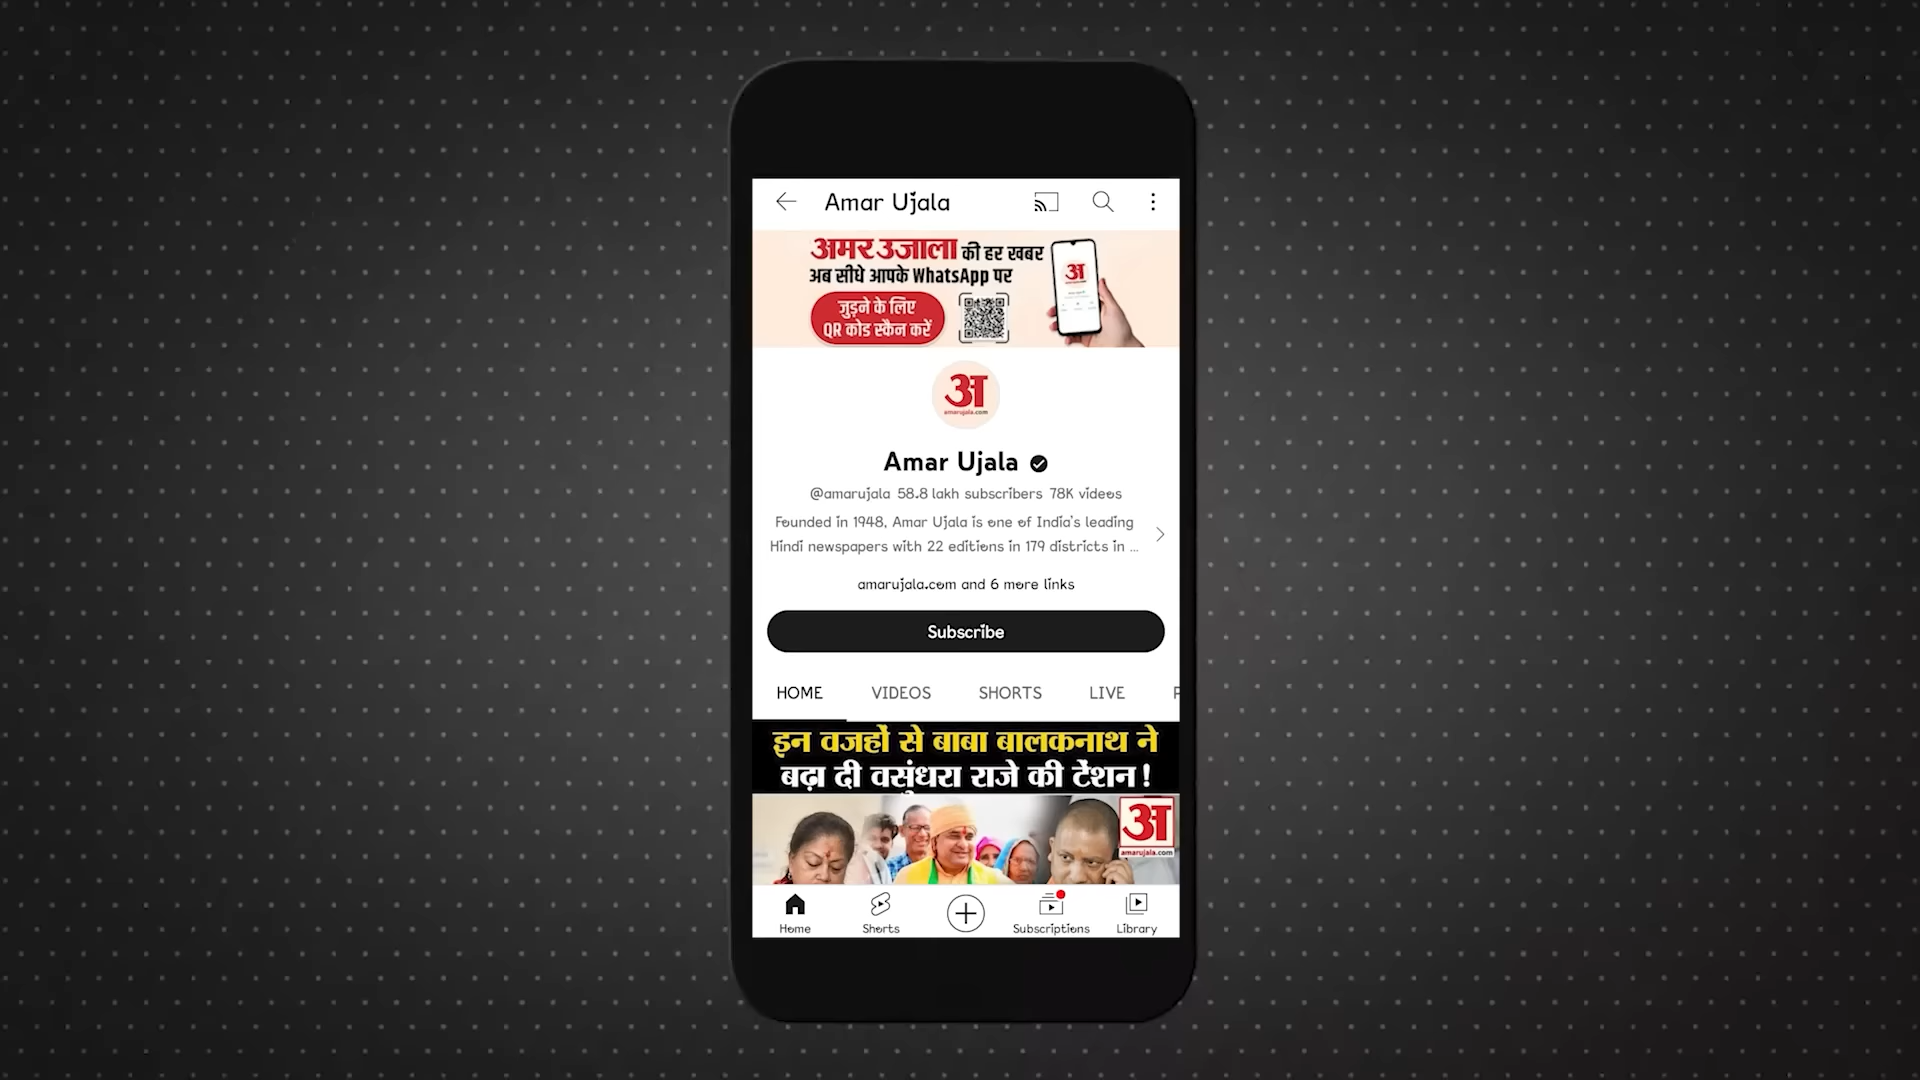 Amar Ujala
अमर उजाला की हर खबर
अब सीधे आपके WhatsApp पर
जुड़ने के लिए
QR कोड स्कैन करें
अ
अ
amarujala.com
Amar Ujala
@amarujala 58.8 lakh subscribers 78K videos
Founded in 1948, Amar Ujala is one of India's leading
Hindi newspapers with 22 editions in 179 districts in ...
amarujala.com and 6 more links
Subscribe
HOME VIDEOS SHORTS LIVE P
इन वजहों से बाबा बालकनाथ ने
बढ़ा दी वसुंधरा राजे की टेंशन!
अ
amarujala.com
Home Shorts Subscriptions Library